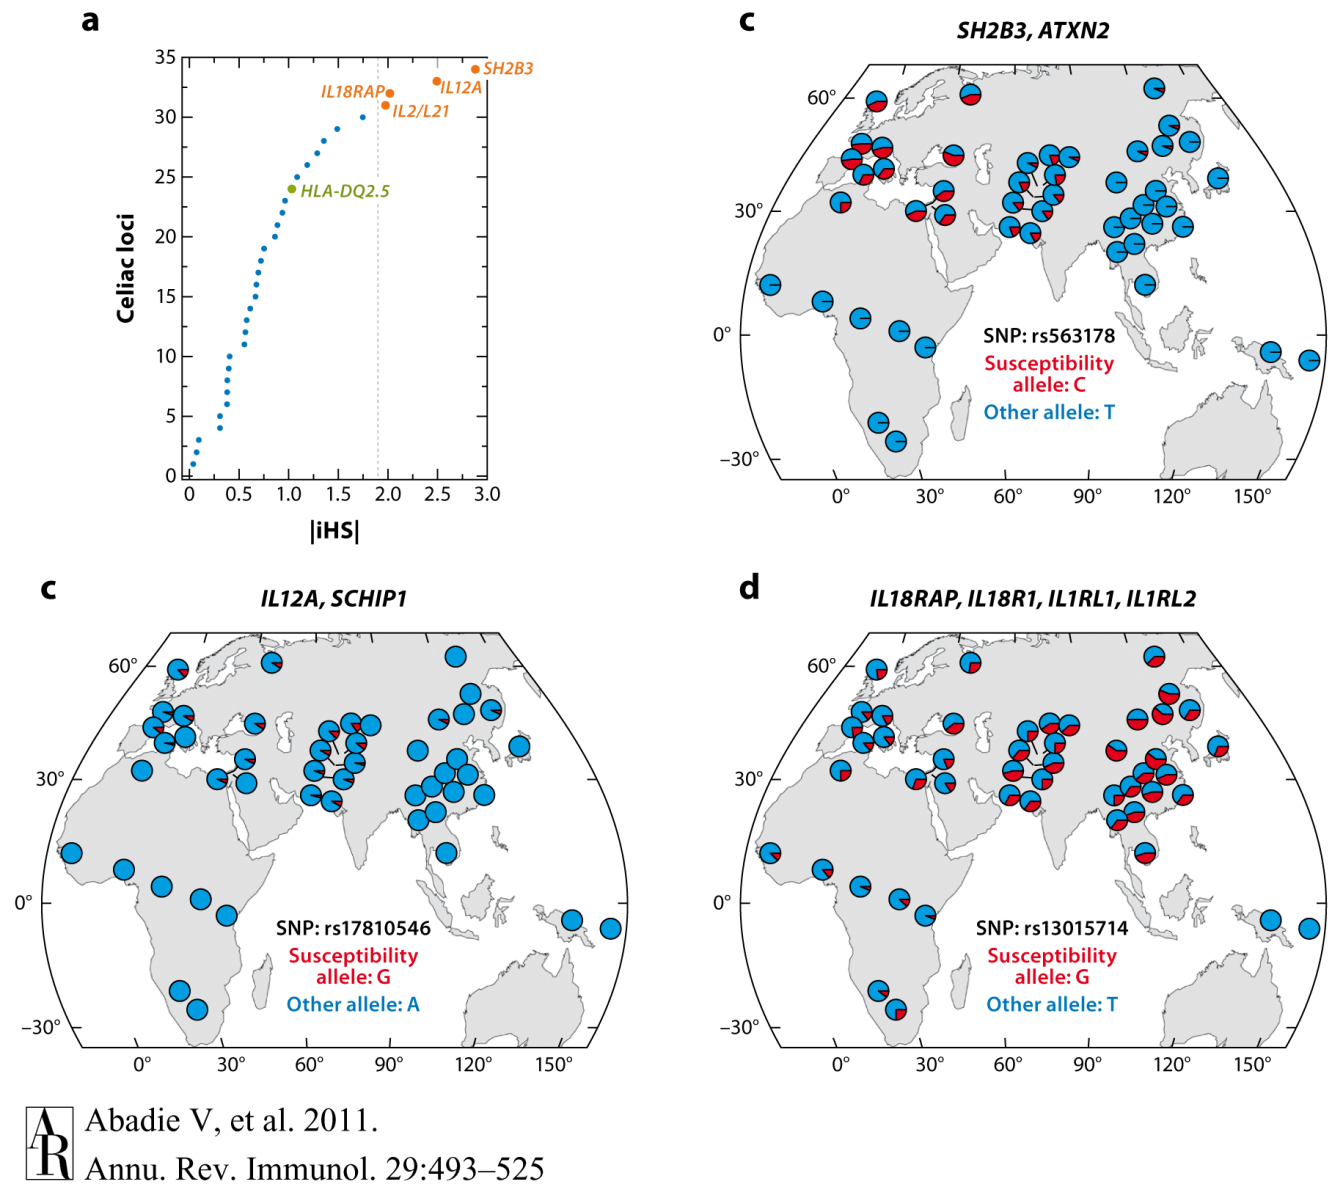 a
35
30
25
20
15
10
5
0
Celiac loci
SH2B3
IL12A
IL18RAP
IL2/L21
HLA-DQ2.5
0 0.5 1.0 1.5 2.0 2.5 3.0
|iHS|
c
SH2B3, ATXN2
60°
30°
0°
−30°
SNP: rs563178
Susceptibility
allele: C
Other allele: T
0° 30° 60° 90° 120° 150°
c
IL12A, SCHIP1
60°
30°
0°
−30°
SNP: rs17810546
Susceptibility
allele: G
Other allele: A
0° 30° 60° 90° 120° 150°
d
IL18RAP, IL18R1, IL1RL1, IL1RL2
60°
30°
0°
−30°
SNP: rs13015714
Susceptibility
allele: G
Other allele: T
0° 30° 60° 90° 120° 150°
AR
Abadie V, et al. 2011.
Annu. Rev. Immunol. 29:493–525